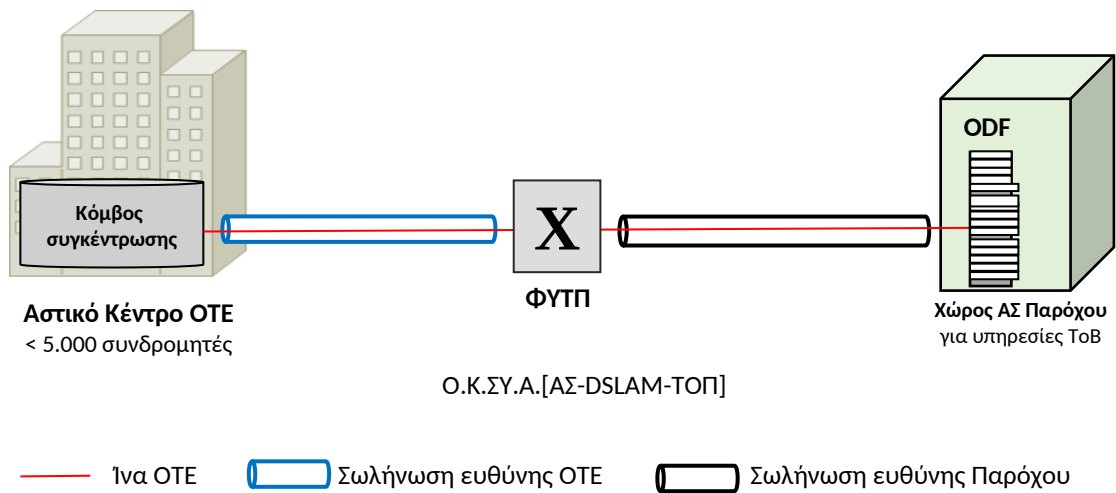 ODF
Κόμβος
συγκέντρωσης
X
ΦΥΤΠ
Αστικό Κέντρο ΟΤΕ
< 5.000 συνδρομητές
Χώρος ΑΣ Παρόχου
για υπηρεσίες ToB
Ο.Κ.ΣΥ.Α.[ΑΣ-DSLAM-ΤΟΠ]
Ίνα ΟΤΕ
Σωλήνωση ευθύνης ΟΤΕ
Σωλήνωση ευθύνης Παρόχου